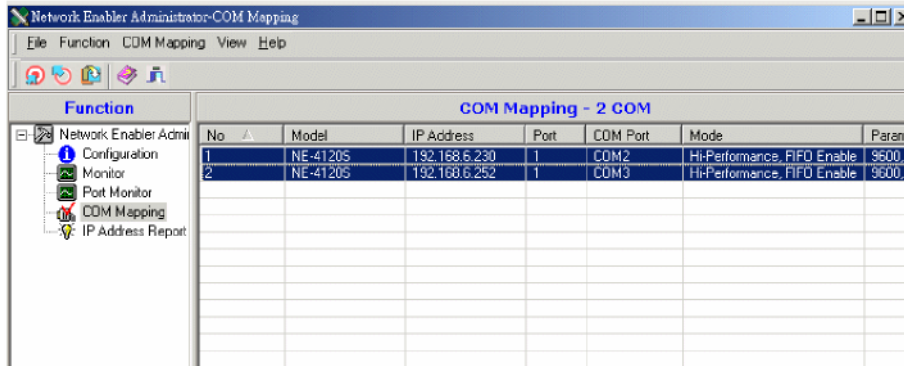 Network Enabler Administrator-COM Mapping
File Function COM Mapping View Help
Function
COM Mapping - 2 COM
Network Enabler Admi
Configuration
Monitor
Port Monitor
COM Mapping
IP Address Report
No Model IP Address Port COM Port Mode Param
1 NE-4120S 192.168.6.230 1 COM2 Hi-Performance, FIFO Enable 9600,
2 NE-4120S 192.168.6.252 1 COM3 Hi-Performance, FIFO Enable 9600,